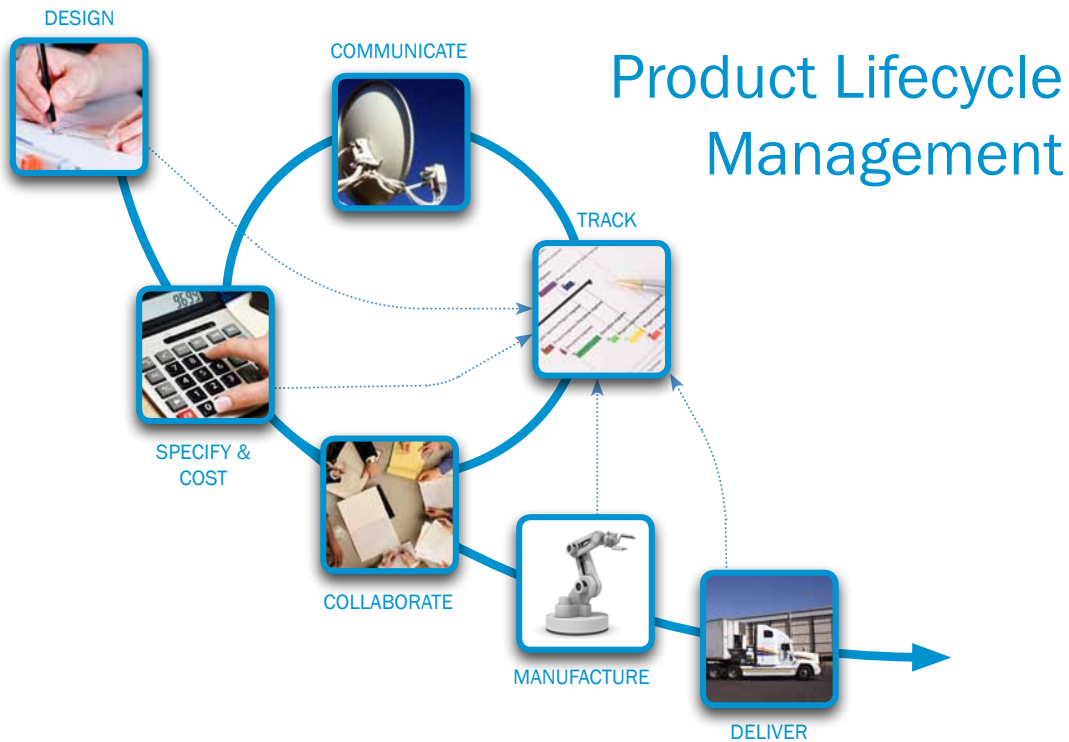 DESIGN
COMMUNICATE
Product Lifecycle
Management
TRACK
SPECIFY &
COST
COLLABORATE
MANUFACTURE
DELIVER